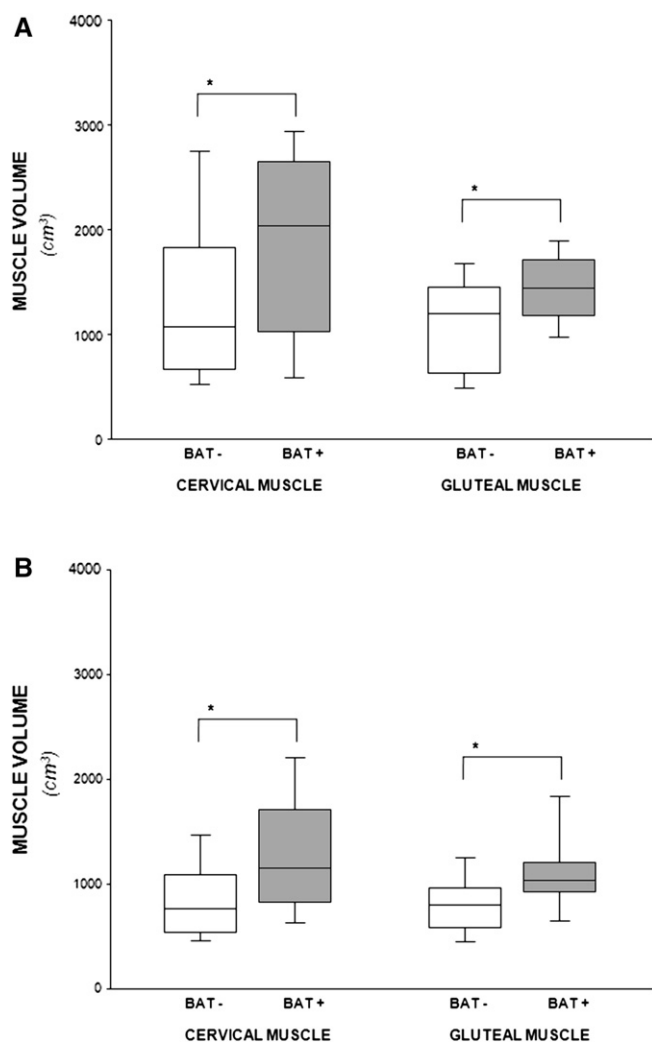 A
MUSCLE VOLUME
(cm³)
4000
3000
2000
1000
0
*
*
BAT - BAT + BAT - BAT +
CERVICAL MUSCLE GLUTEAL MUSCLE
B
MUSCLE VOLUME
(cm³)
4000
3000
2000
1000
0
*
*
BAT - BAT + BAT - BAT +
CERVICAL MUSCLE GLUTEAL MUSCLE